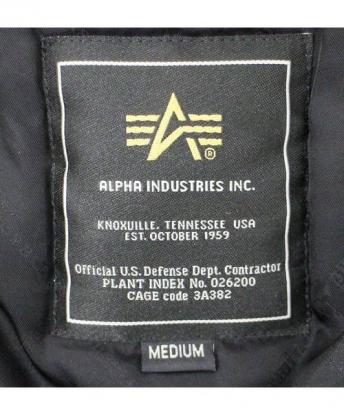 ®
ALPHA INDUSTRIES INC.
KNOXVILLE, TENNESSEE USA
EST. OCTOBER 1959
Official U.S. Defense Dept. Contractor
PLANT INDEX No. 026200
CAGE code 3A382
MEDIUM